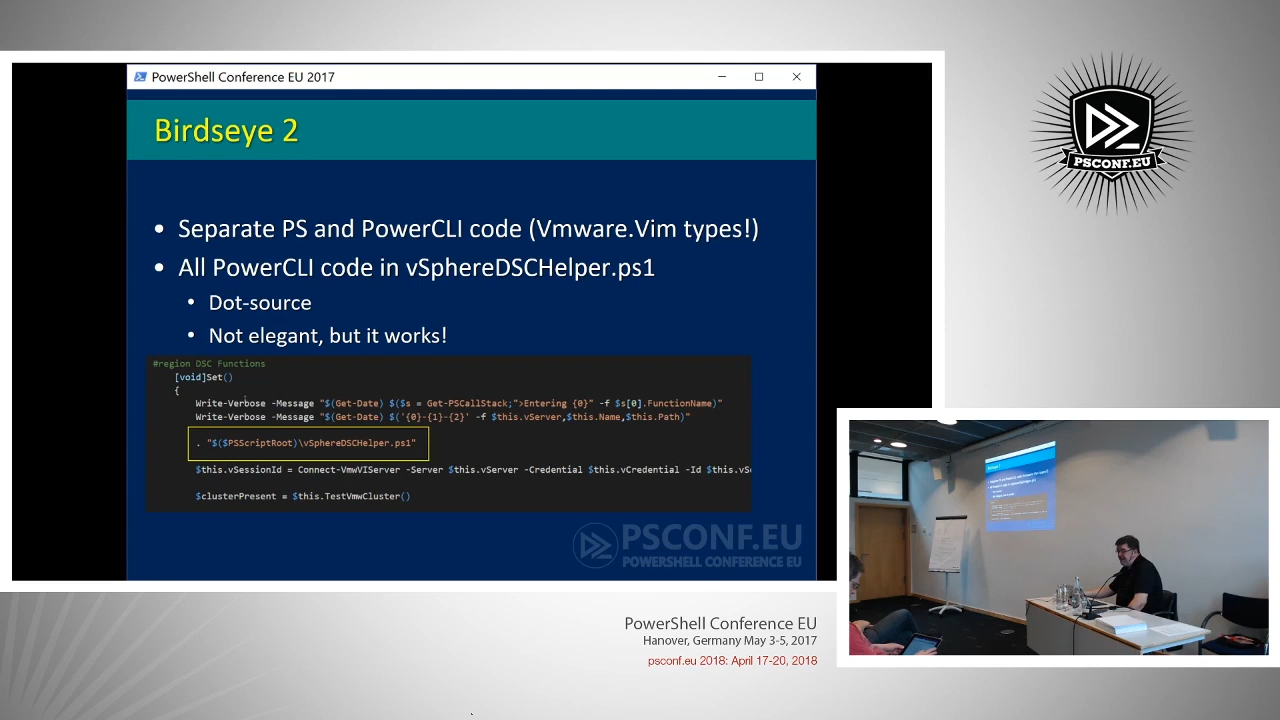 PowerShell Conference EU 2017
Birdseye 2
• Separate PS and PowerCLI code (Vmware.Vim types!)
• All PowerCLI code in vSphereDSCHelper.ps1
• Dot-source
• Not elegant, but it works!
#region DSC Functions
[void]Set()
{
Write-Verbose -Message "$(Get-Date) $($s = Get-PSCallStack;">Entering {0}" -f $s[0].FunctionName)"
Write-Verbose -Message "$(Get-Date) $('{0}-{1}-{2}' -f $this.vServer,$this.Name,$this.Path)"
. "$($PSScriptRoot)\vSphereDSCHelper.ps1"
$this.vSessionId = Connect-VmwVIServer -Server $this.vServer -Credential $this.vCredential -Id $this.vSe
$clusterPresent = $this.TestVmwCluster()
PSCONF.EU
POWERSHELL CONFERENCE EU
PSCONF.EU
PowerShell Conference EU
Hanover, Germany May 3-5, 2017
psconf.eu 2018: April 17-20, 2018